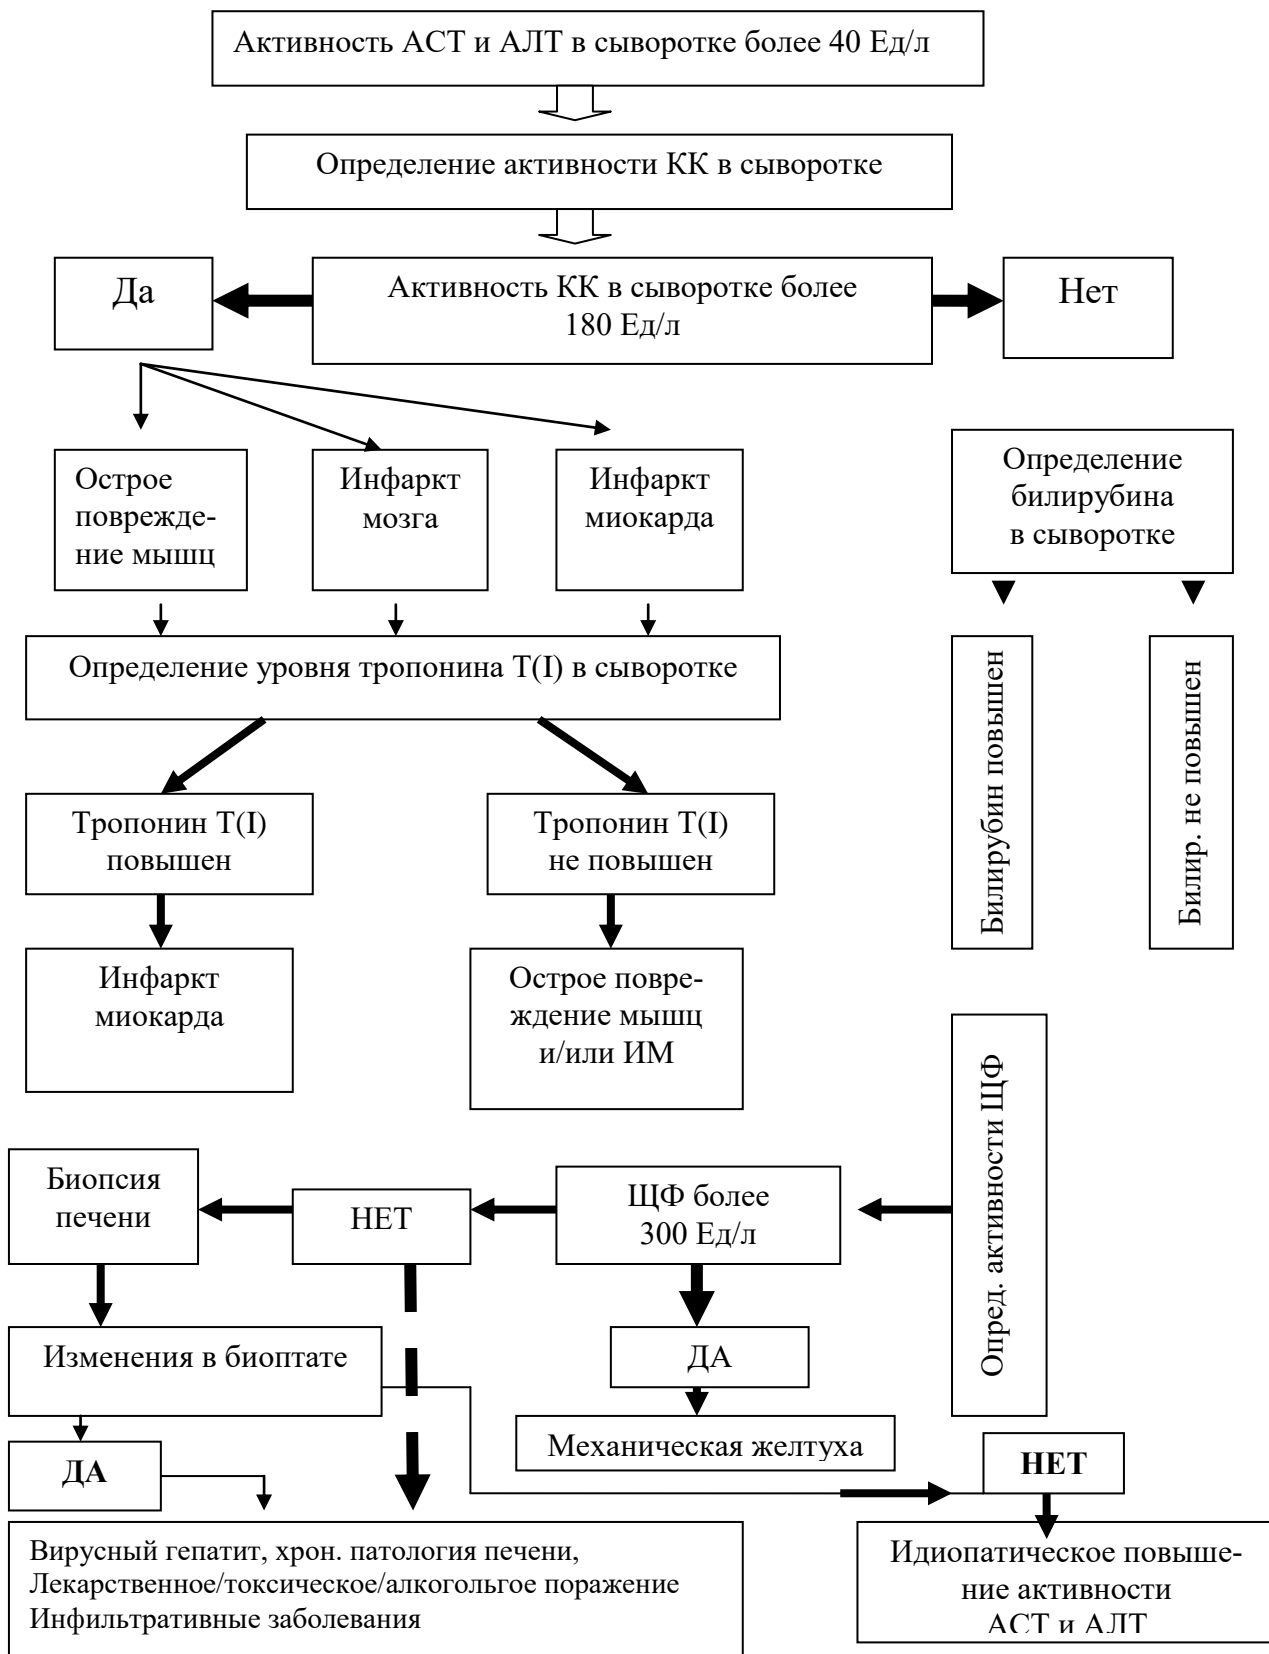 Активность АСТ и АЛТ в сыворотке более 40 Ед/л
Определение активности КК в сыворотке
Да
Активность КК в сыворотке более
180 Ед/л
Нет
Острое
поврежде-
ние мышц
Инфаркт
мозга
Инфаркт
миокарда
Определение
билирубина
в сыворотке
Определение уровня тропонина Т(I) в сыворотке
Билирубин повышен
Билир. не повышен
Тропонин Т(I)
повышен
Тропонин Т(I)
не повышен
Инфаркт
миокарда
Острое повре-
ждение мышц
и/или ИМ
Опред. активности ЩФ
Биопсия
печени
НЕТ
ЩФ более
300 Ед/л
Изменения в биоптате
ДА
Механическая желтуха
ДА
НЕТ
Вирусный гепатит, хрон. патология печени,
Лекарственное/токсическое/алкогольгое поражение
Инфильтративные заболевания
Идиопатическое повыше-
ние активности
АСТ и АЛТ